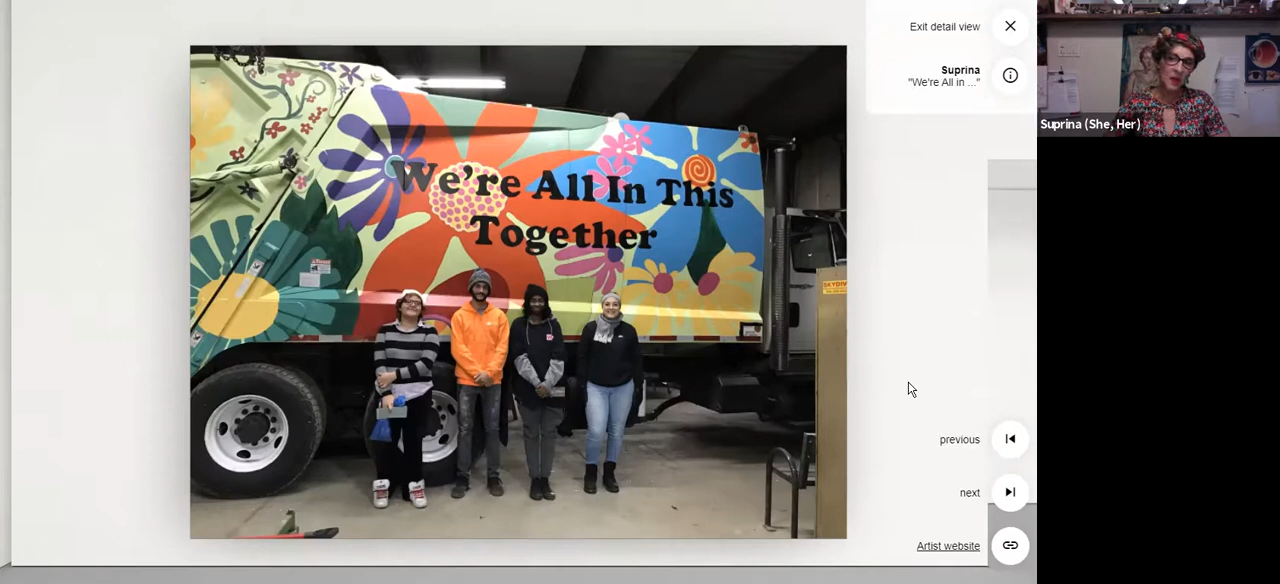 Exit detail view
Suprina
"We're All in ..."
Suprina (She, Her)
We're All In This
Together
SKYDIV
previous
next
Artist website